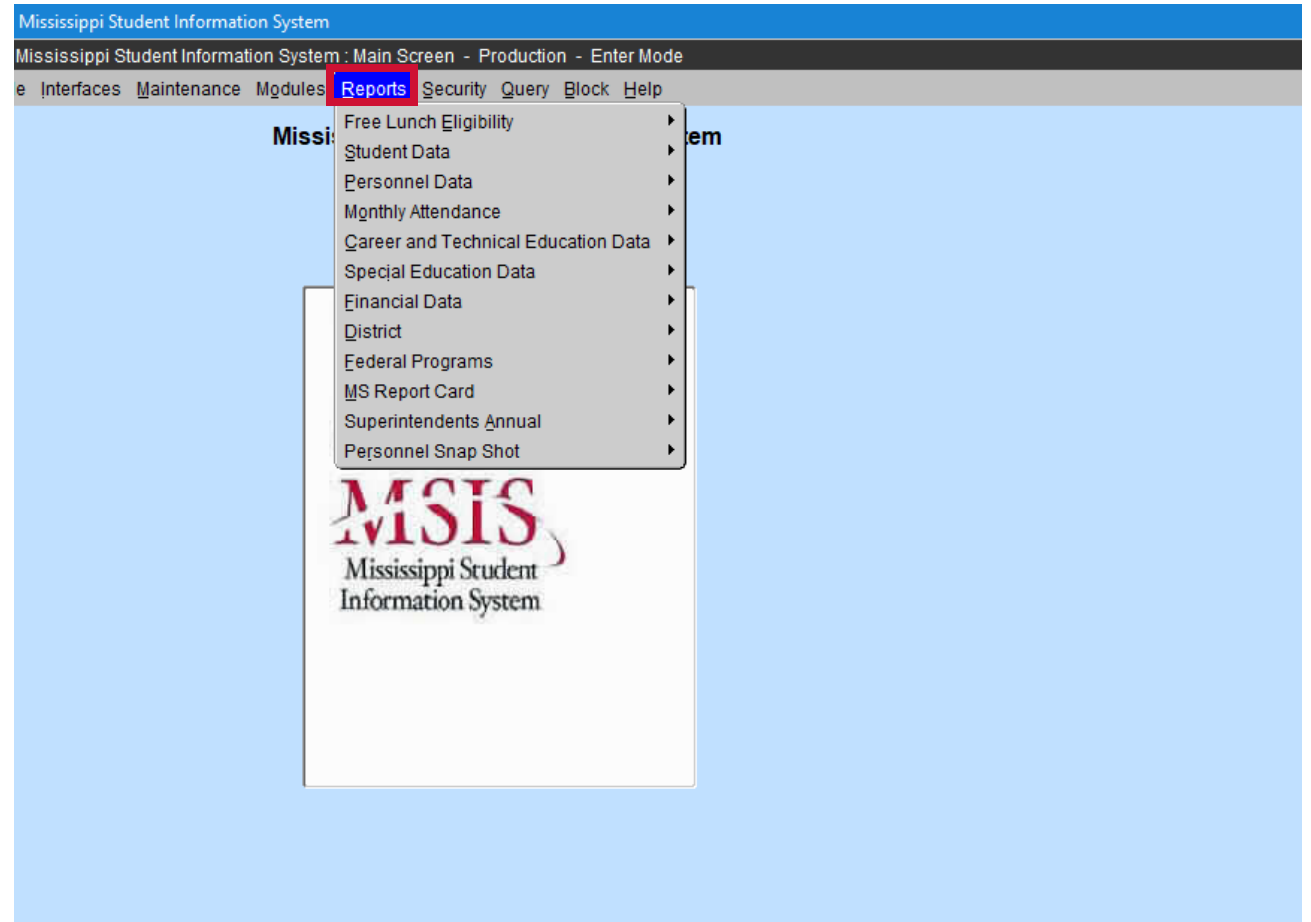 Mississippi Student Information System
Mississippi Student Information System : Main Screen - Production - Enter Mode
e Interfaces Maintenance Modules Reports Security Query Block Help
Missi tem
Free Lunch Eligibility
Student Data
Personnel Data
Monthly Attendance
Career and Technical Education Data
Special Education Data
Financial Data
District
Federal Programs
MS Report Card
Superintendents Annual
Personnel Snap Shot
MSIS
Mississippi Student
Information System